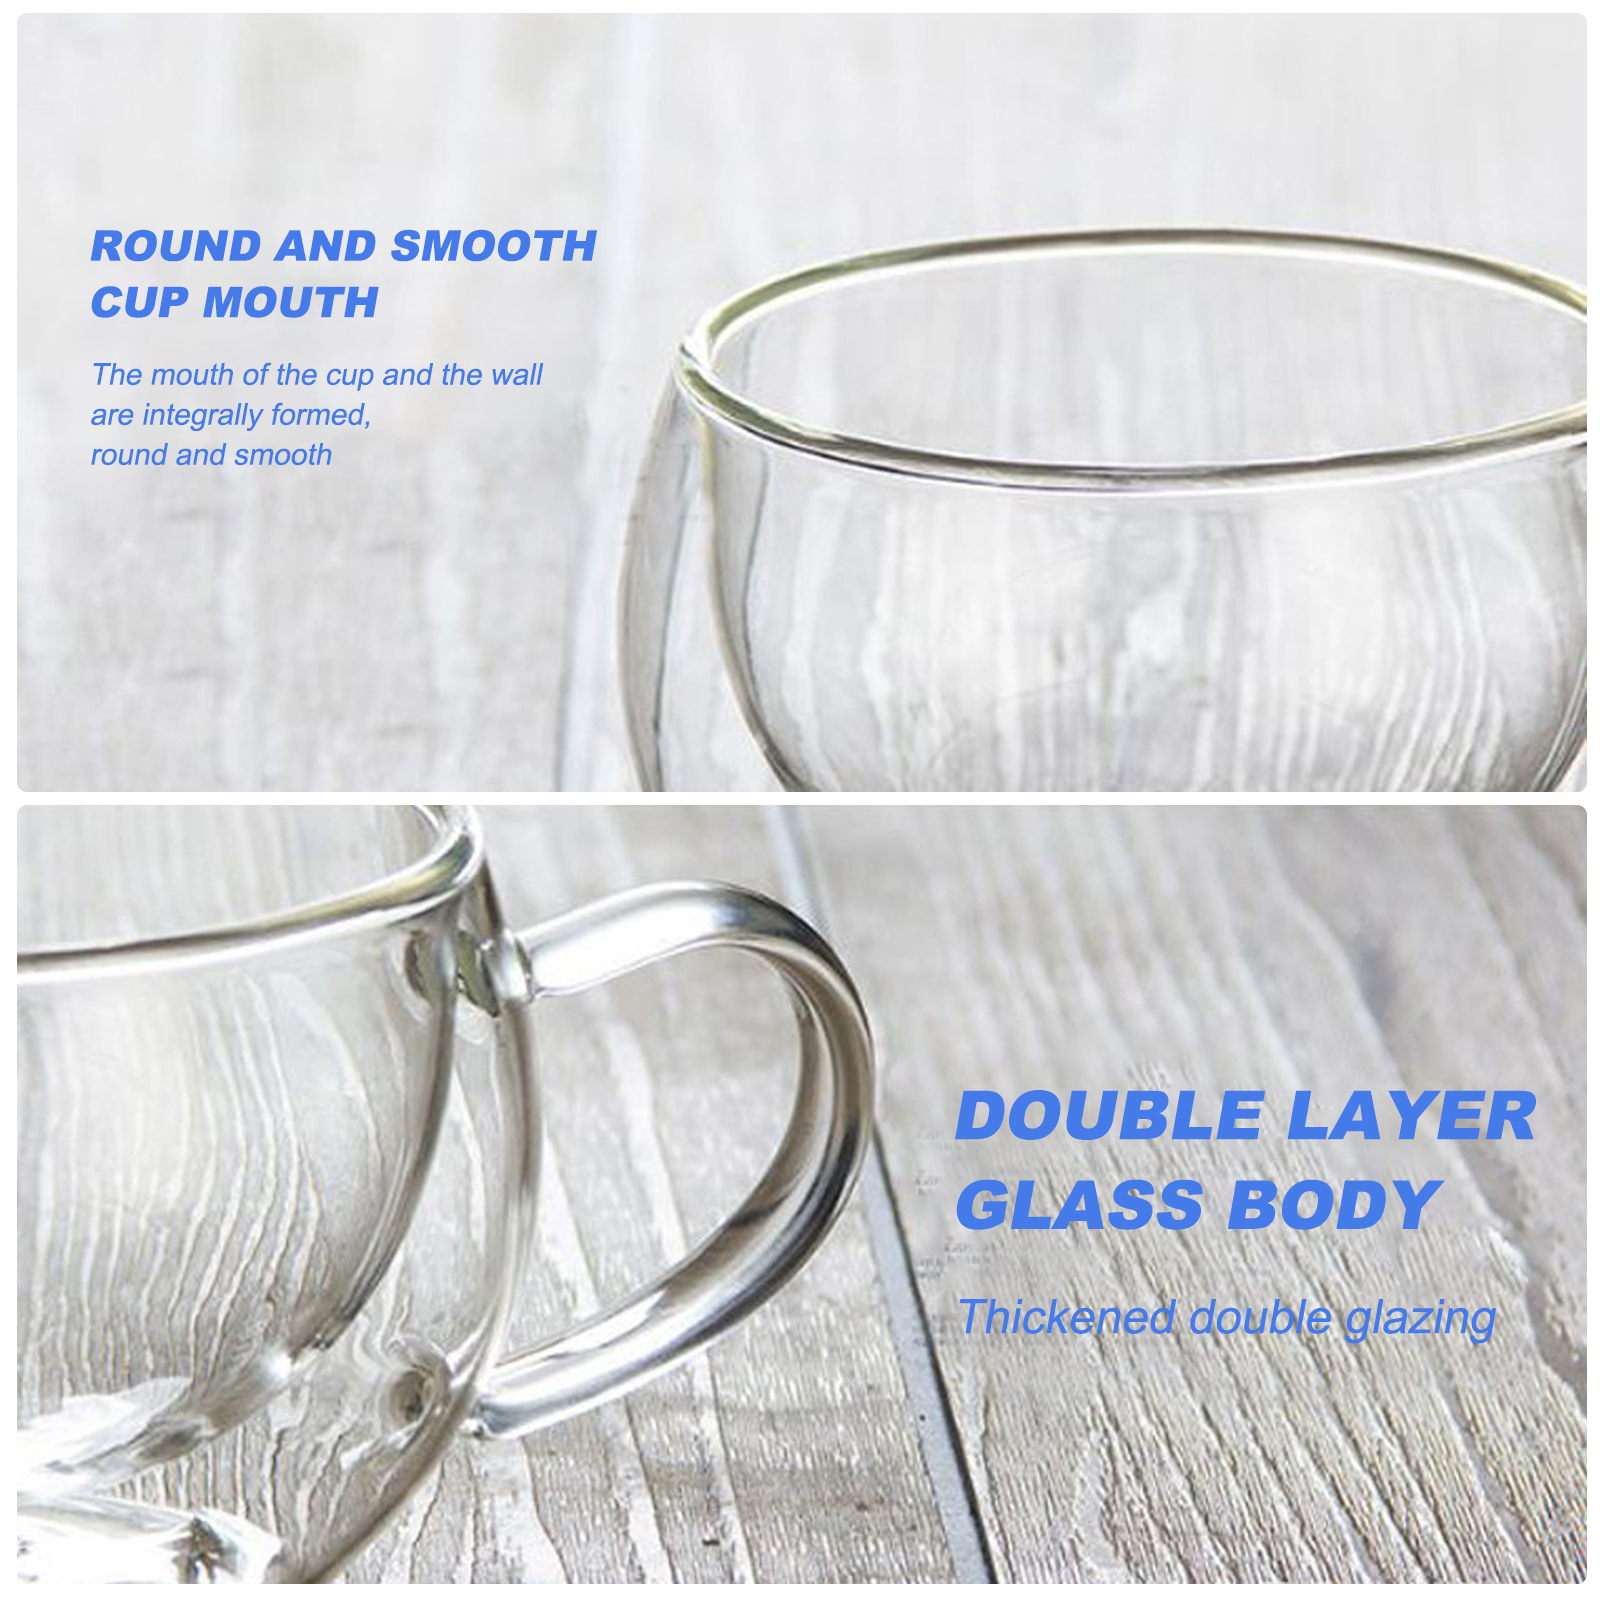 ROUND AND SMOOTH
CUP MOUTH
The mouth of the cup and the wall
are integrally formed,
round and smooth
DOUBLE LAYER
GLASS BODY
Thickened double glazing